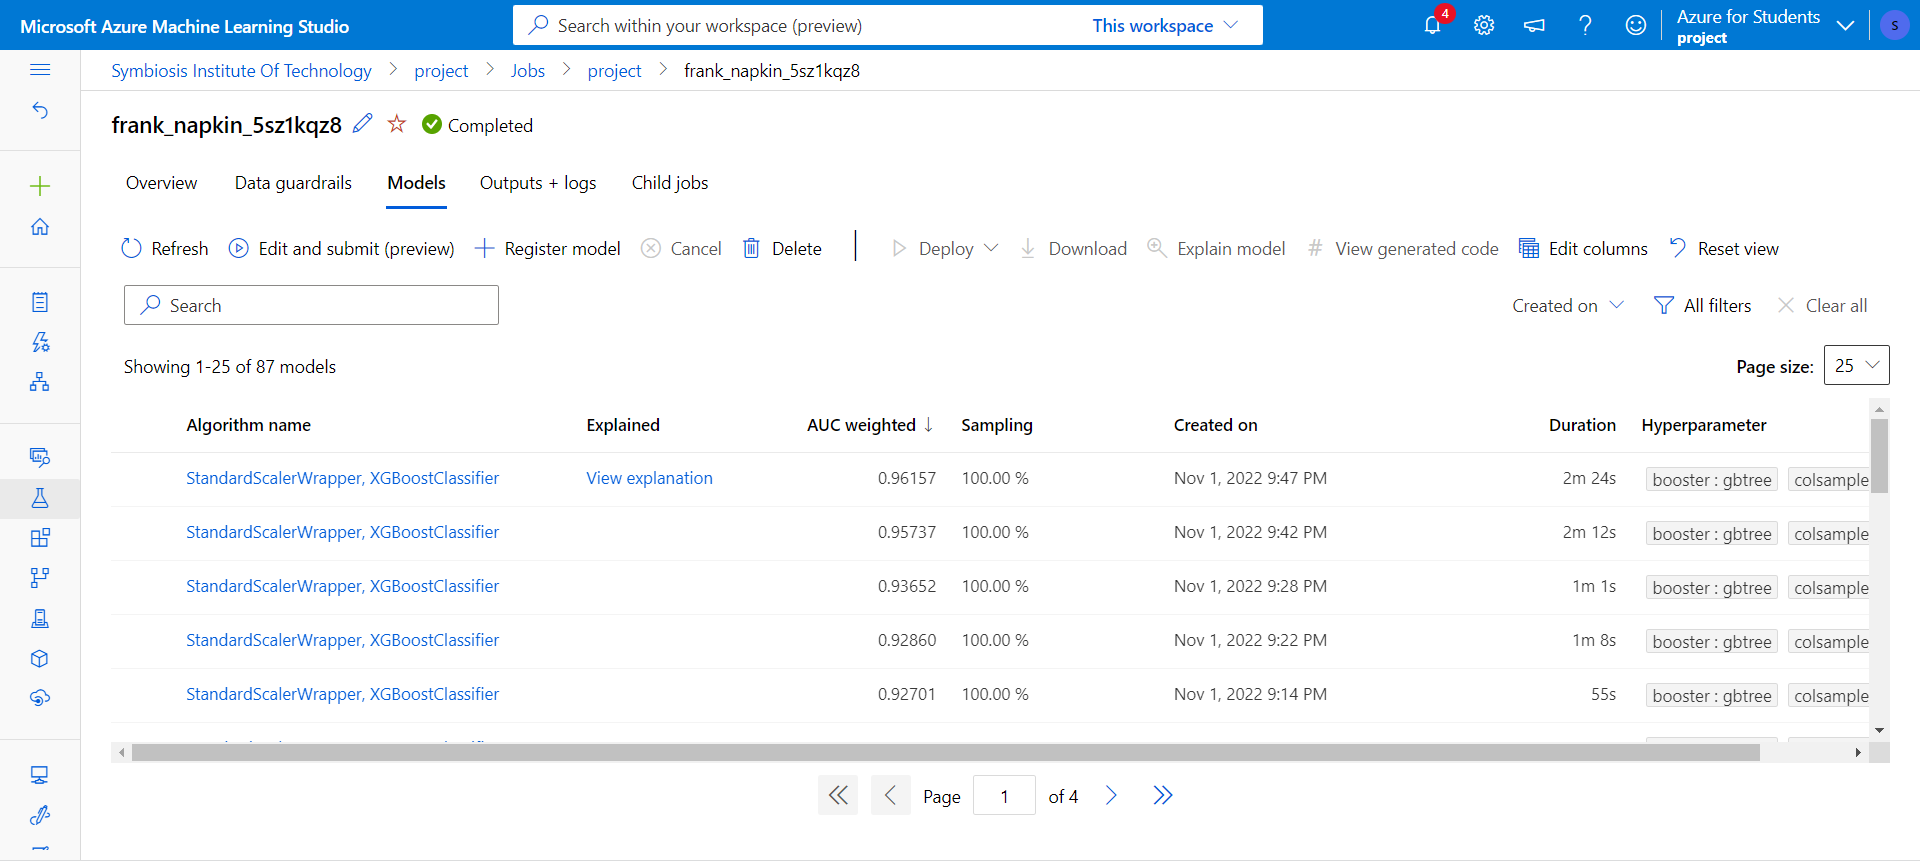 Microsoft Azure Machine Learning Studio
Search within your workspace (preview) This workspace
4
Azure for Students
project
S
Symbiosis Institute Of Technology > project > Jobs > project > frank_napkin_5sz1kqz8
frank_napkin_5sz1kqz8 Completed
Overview Data guardrails Models Outputs + logs Child jobs
Refresh Edit and submit (preview) Register model Cancel Delete Deploy Download Explain model # View generated code Edit columns Reset view
Search Created on All filters Clear all
Showing 1-25 of 87 models Page size: 25
Algorithm name Explained AUC weighted ↓ Sampling Created on Duration Hyperparameter
StandardScalerWrapper, XGBoostClassifier View explanation 0.96157 100.00 % Nov 1, 2022 9:47 PM 2m 24s booster : gbtree colsample
StandardScalerWrapper, XGBoostClassifier 0.95737 100.00 % Nov 1, 2022 9:42 PM 2m 12s booster : gbtree colsample
StandardScalerWrapper, XGBoostClassifier 0.93652 100.00 % Nov 1, 2022 9:28 PM 1m 1s booster : gbtree colsample
StandardScalerWrapper, XGBoostClassifier 0.92860 100.00 % Nov 1, 2022 9:22 PM 1m 8s booster : gbtree colsample
StandardScalerWrapper, XGBoostClassifier 0.92701 100.00 % Nov 1, 2022 9:14 PM 55s booster : gbtree colsample
Page 1 of 4